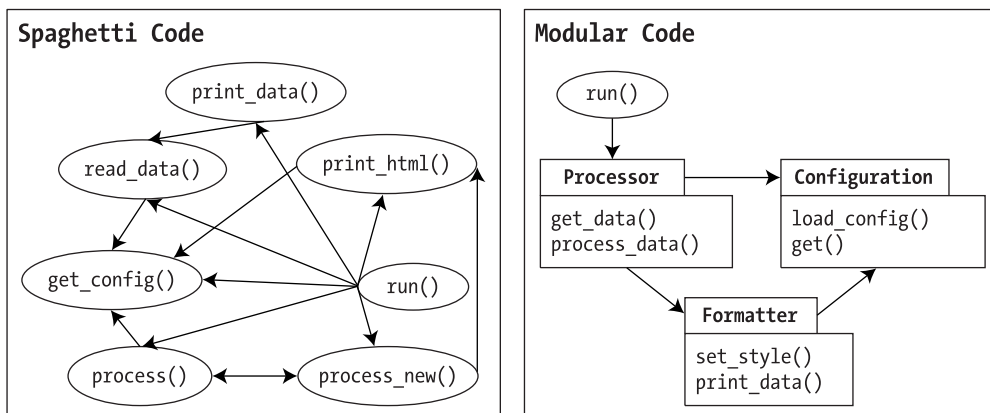 Spaghetti Code
print_data()
read_data()
print_html()
get_config()
run()
process()
process_new()
Modular Code
run()
Processor
get_data()
process_data()
Configuration
load_config()
get()
Formatter
set_style()
print_data()